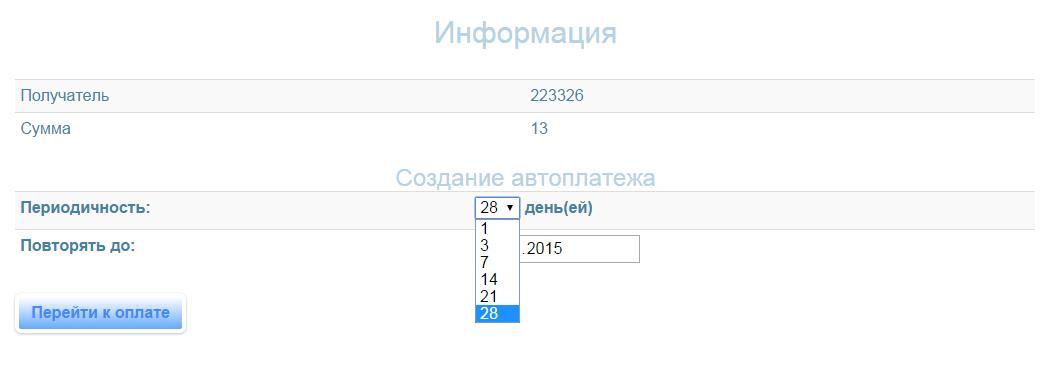 Информация
Получатель 223326
Сумма 13
Создание автоплатежа
Периодичность: 28 день(ей)
1
3
Повторять до: .2015
7
14
21
28
Перейти к оплате